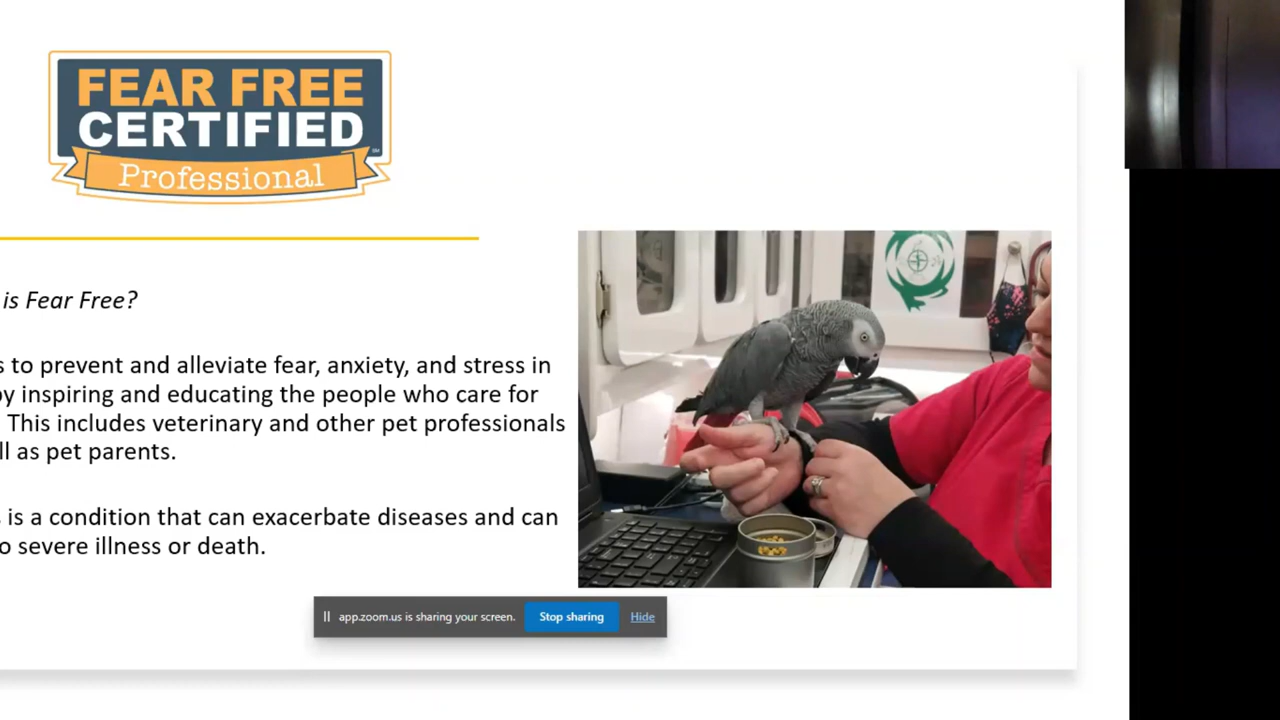 FEAR FREE
CERTIFIED
Professional
is Fear Free?
s to prevent and alleviate fear, anxiety, and stress in
by inspiring and educating the people who care for
This includes veterinary and other pet professionals
ll as pet parents.
is a condition that can exacerbate diseases and can
o severe illness or death.
app.zoom.us is sharing your screen. Stop sharing Hide